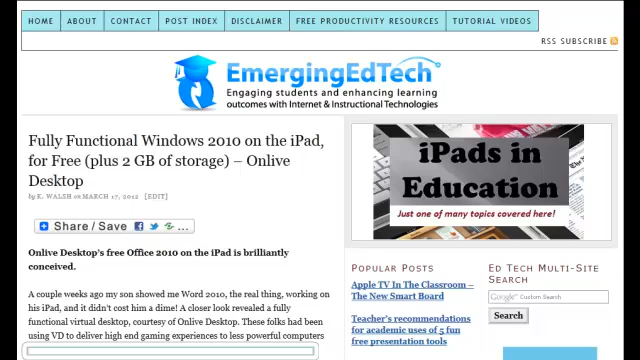 HOME ABOUT CONTACT POST INDEX DISCLAIMER FREE PRODUCTIVITY RESOURCES TUTORIAL VIDEOS
RSS SUBSCRIBE
EmergingEdTech
Engaging students and enhancing learning
outcomes with Internet & Instructional Technologies
Fully Functional Windows 2010 on the iPad,
for Free (plus 2 GB of storage) – Onlive
Desktop
by K. WALSH on MARCH 17, 2012 [EDIT]
Share / Save
Onlive Desktop's free Office 2010 on the iPad is brilliantly
conceived.
A couple weeks ago my son showed me Word 2010, the real thing, working on
his iPad, and it didn't cost him a dime! A closer look revealed a fully
functional virtual desktop, courtesy of Onlive Desktop. These folks had been
using VD to deliver high end gaming experiences to less powerful computers
iPads in
Education
Just one of many topics covered here!
POPULAR POSTS
Apple TV In The Classroom –
The New Smart Board
Teacher's recommendations
for academic uses of 5 fun
free presentation tools
ED TECH MULTI-SITE
SEARCH
Google Custom Search
Search